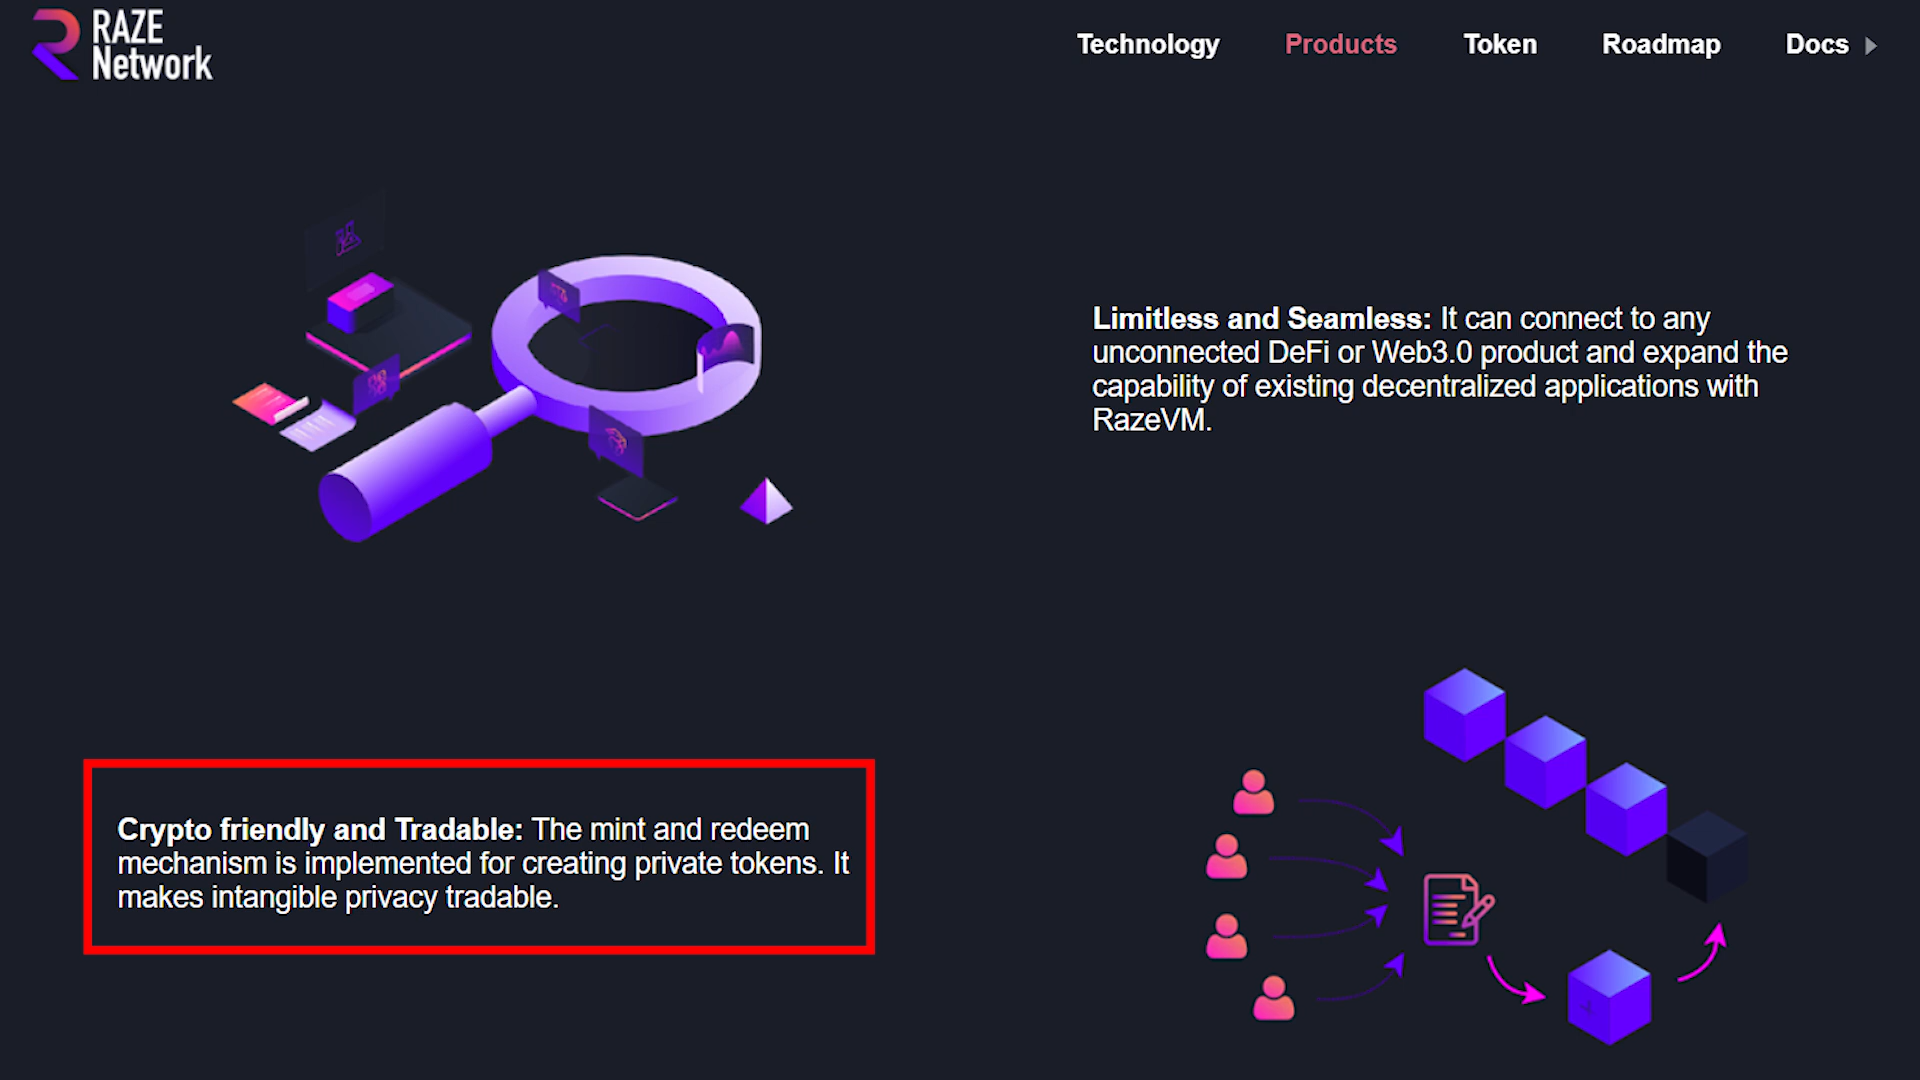 RAZE
Network
Technology
Products
Token
Roadmap
Docs
Limitless and Seamless: It can connect to any
unconnected DeFi or Web3.0 product and expand the
capability of existing decentralized applications with
RazeVM.
Crypto friendly and Tradable: The mint and redeem
mechanism is implemented for creating private tokens. It
makes intangible privacy tradable.